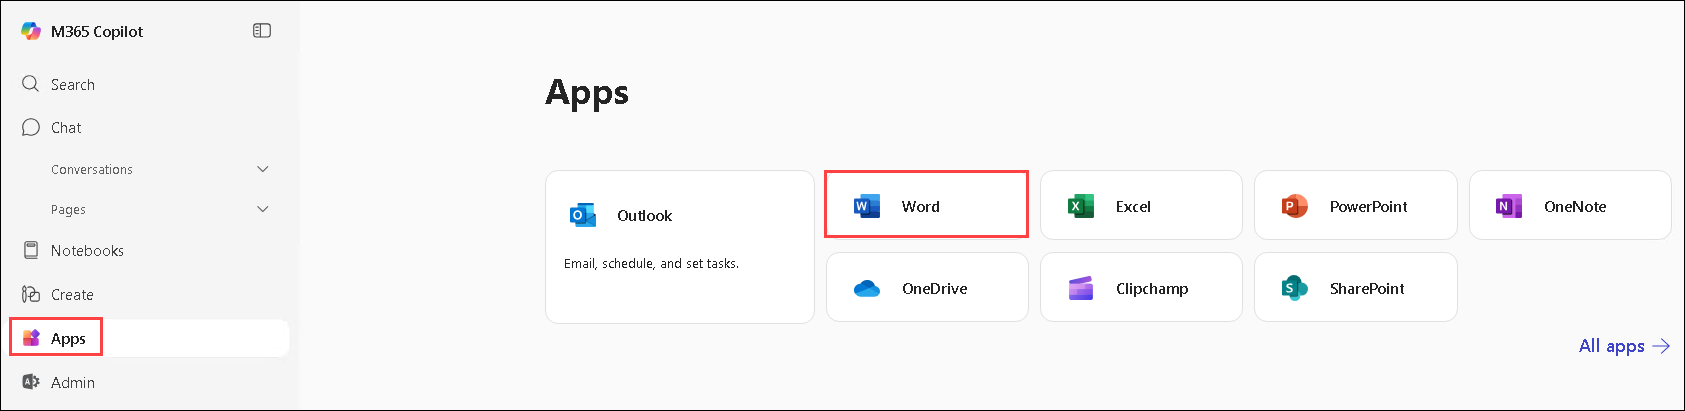 M365 Copilot
Search
Chat
Conversations
Pages
Notebooks
Create
Apps
Admin
Apps
Outlook
Email, schedule, and set tasks.
Word
Excel
PowerPoint
OneNote
OneDrive
Clipchamp
SharePoint
All apps